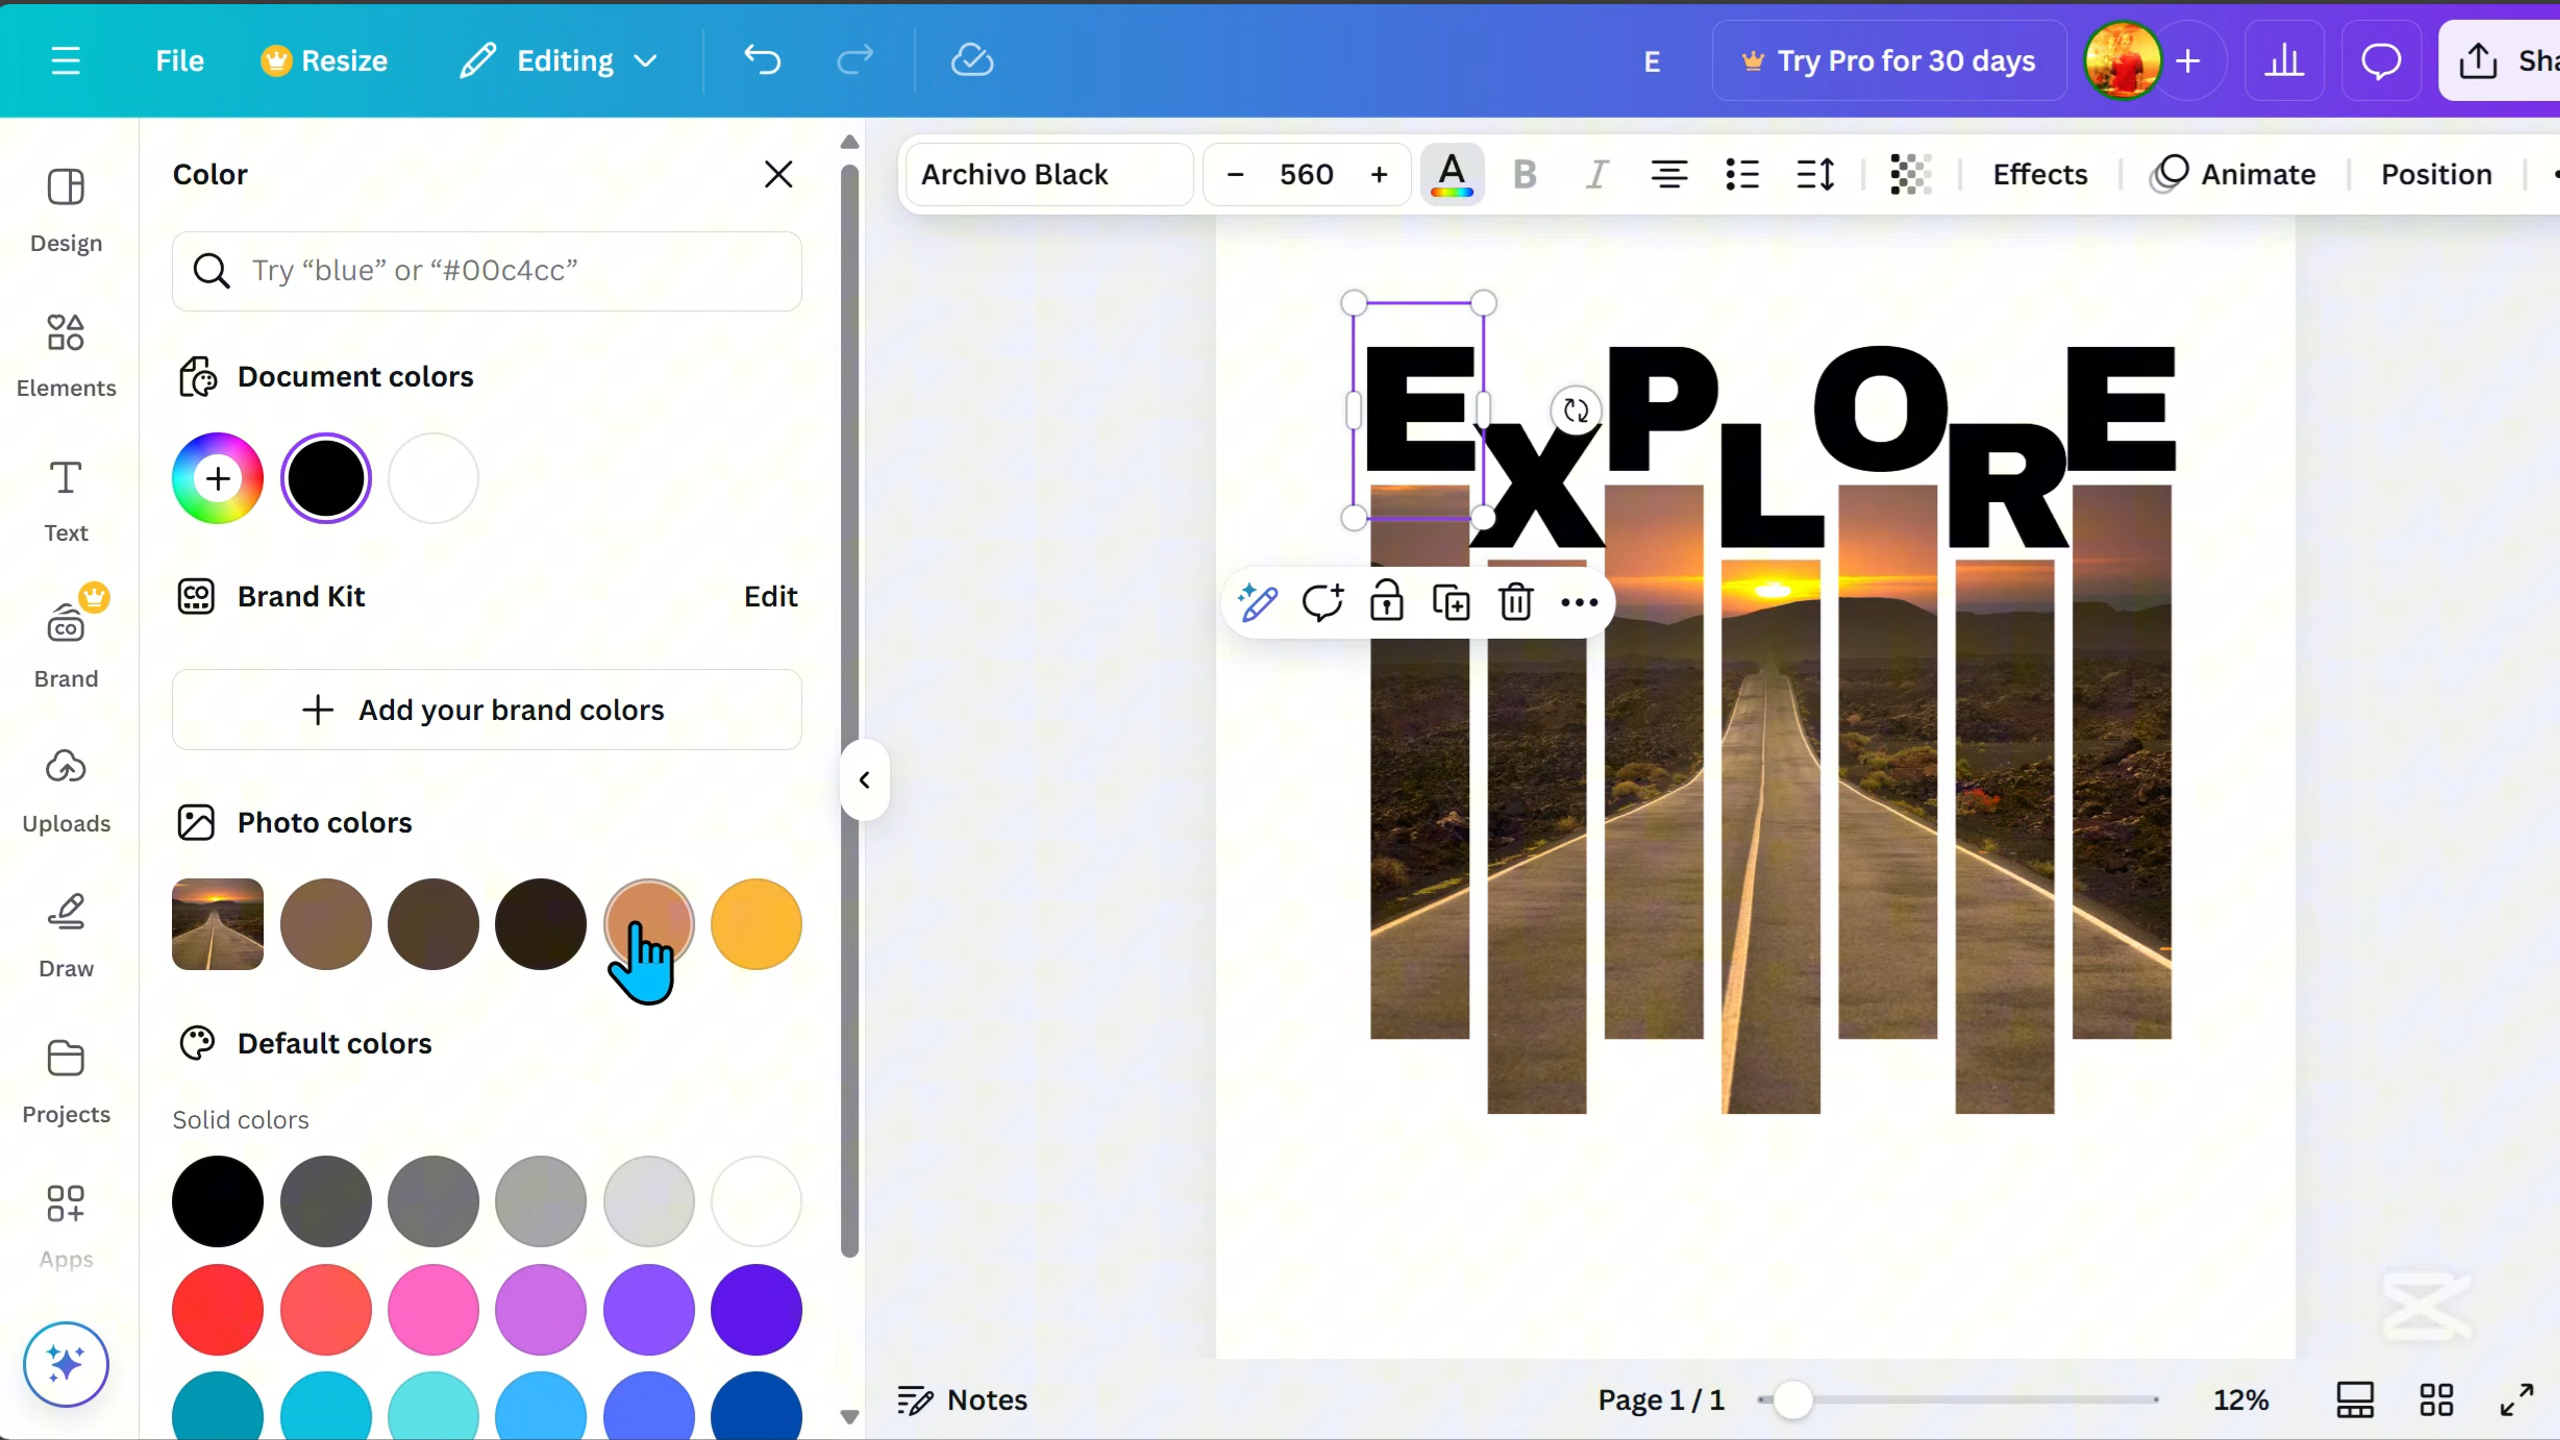 File Resize Editing E Try Pro for 30 days Sha
Design
Elements
Text
Brand
Uploads
Draw
Projects
Apps
Color
Try “blue” or “#00c4cc”
Document colors
Brand Kit Edit
Add your brand colors
Photo colors
Default colors
Solid colors
Archivo Black – 560 + A B I Effects Animate Position
EXPLORE
Notes Page 1 / 1 12%